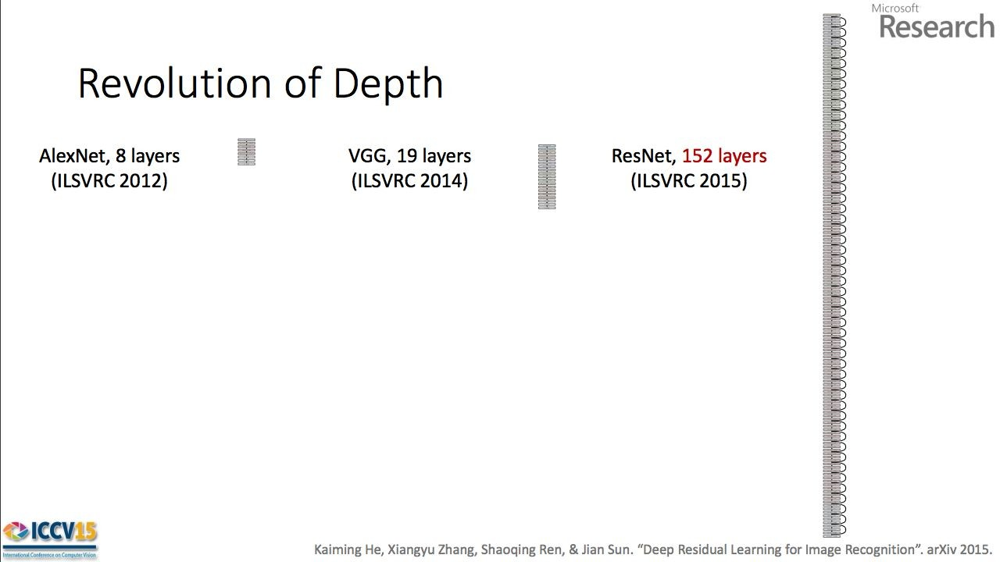 Microsoft
Research
Revolution of Depth
AlexNet, 8 layers
(ILSVRC 2012)
VGG, 19 layers
(ILSVRC 2014)
ResNet, 152 layers
(ILSVRC 2015)
ICCV15
International Conference on Computer Vision
Kaiming He, Xiangyu Zhang, Shaoqing Ren, & Jian Sun. “Deep Residual Learning for Image Recognition”. arXiv 2015.